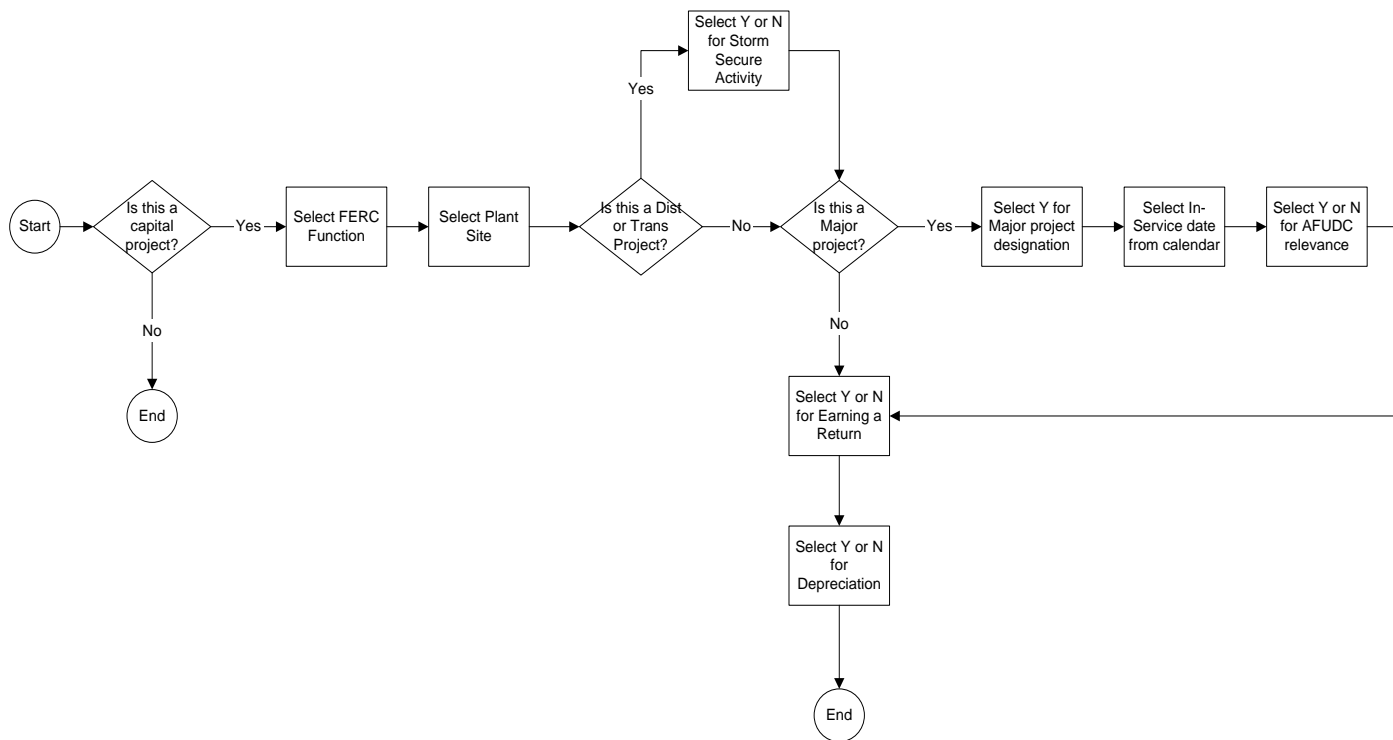 Start
Is this a
capital
project?
Yes
No
End
Select FERC
Function
Select Plant
Site
Is this a Dist
or Trans
Project?
Yes
Select Y or N
for Storm
Secure
Activity
No
Is this a
Major
project?
Yes
Select Y for
Major project
designation
Select In-
Service date
from calendar
Select Y or N
for AFUDC
relevance
No
Select Y or N
for Earning a
Return
Select Y or N
for
Depreciation
End